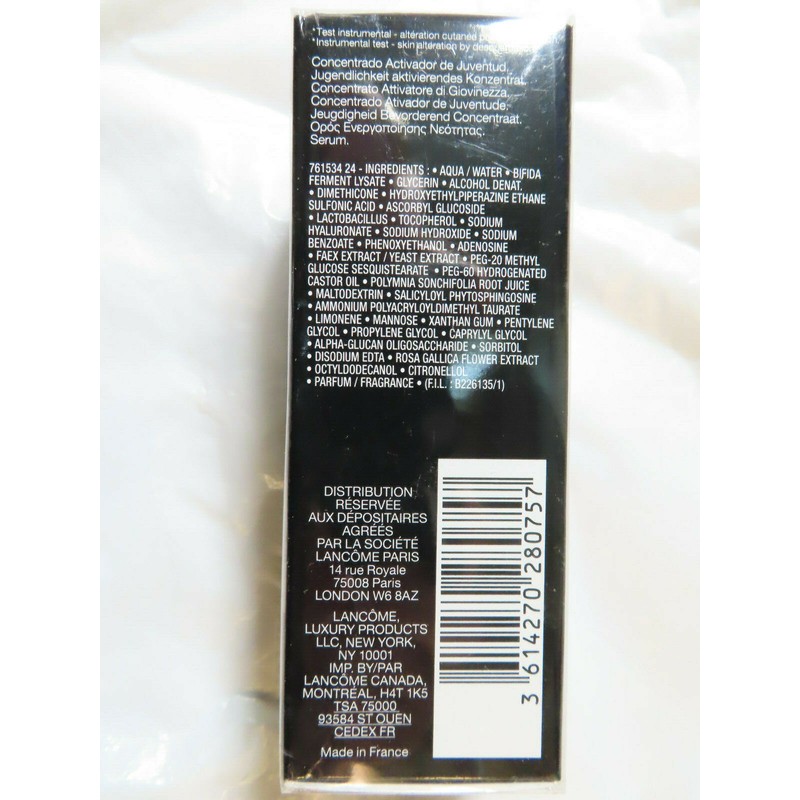 *Test instrumental - altération cutanée
*Instrumental test - skin alteration by
Concentrado Activador de Juventud.
Jugendlichkeit aktivierendes Konzentrat.
Concentrato Attivatore di Giovinezza.
Concentrado Ativador de Juventude.
Jeugdigheid Bevorderend Concentraat.
Ορός Ενεργοποίησης Νεότητας.
Serum.
761534 24 - INGREDIENTS : • AQUA / WATER • BIFIDA
FERMENT LYSATE • GLYCERIN • ALCOHOL DENAT.
• DIMETHICONE • HYDROXYETHYLPIPERAZINE ETHANE
SULFONIC ACID • ASCORBYL GLUCOSIDE
• LACTOBACILLUS • TOCOPHEROL • SODIUM
HYALURONATE • SODIUM HYDROXIDE • SODIUM
BENZOATE • PHENOXYETHANOL • ADENOSINE
• FAEX EXTRACT / YEAST EXTRACT • PEG-20 METHYL
GLUCOSE SESQUISTEARATE • PEG-60 HYDROGENATED
CASTOR OIL • POLYMNIA SONCHIFOLIA ROOT JUICE
• MALTODEXTRIN • SALICYLOYL PHYTOSPHINGOSINE
• AMMONIUM POLYACRYLOYLDIMETHYL TAURATE
• LIMONENE • MANNOSE • XANTHAN GUM • PENTYLENE
GLYCOL • PROPYLENE GLYCOL • CAPRYLYL GLYCOL
• ALPHA-GLUCAN OLIGOSACCHARIDE • SORBITOL
• DISODIUM EDTA • ROSA GALLICA FLOWER EXTRACT
• OCTYLDODECANOL • CITRONELLOL
• PARFUM / FRAGRANCE • (F.I.L. : B226135/1)
DISTRIBUTION
RÉSERVÉE
AUX DÉPOSITAIRES
AGRÉÉS
PAR LA SOCIÉTÉ
LANCÔME PARIS
14 rue Royale
75008 Paris
LONDON W6 8AZ
LANCÔME,
LUXURY PRODUCTS
LLC, NEW YORK,
NY 10001
IMP. BY/PAR
LANCÔME CANADA,
MONTRÉAL, H4T 1K5
TSA 75000
93584 ST OUEN
CEDEX FR
Made in France
3 614270 280757